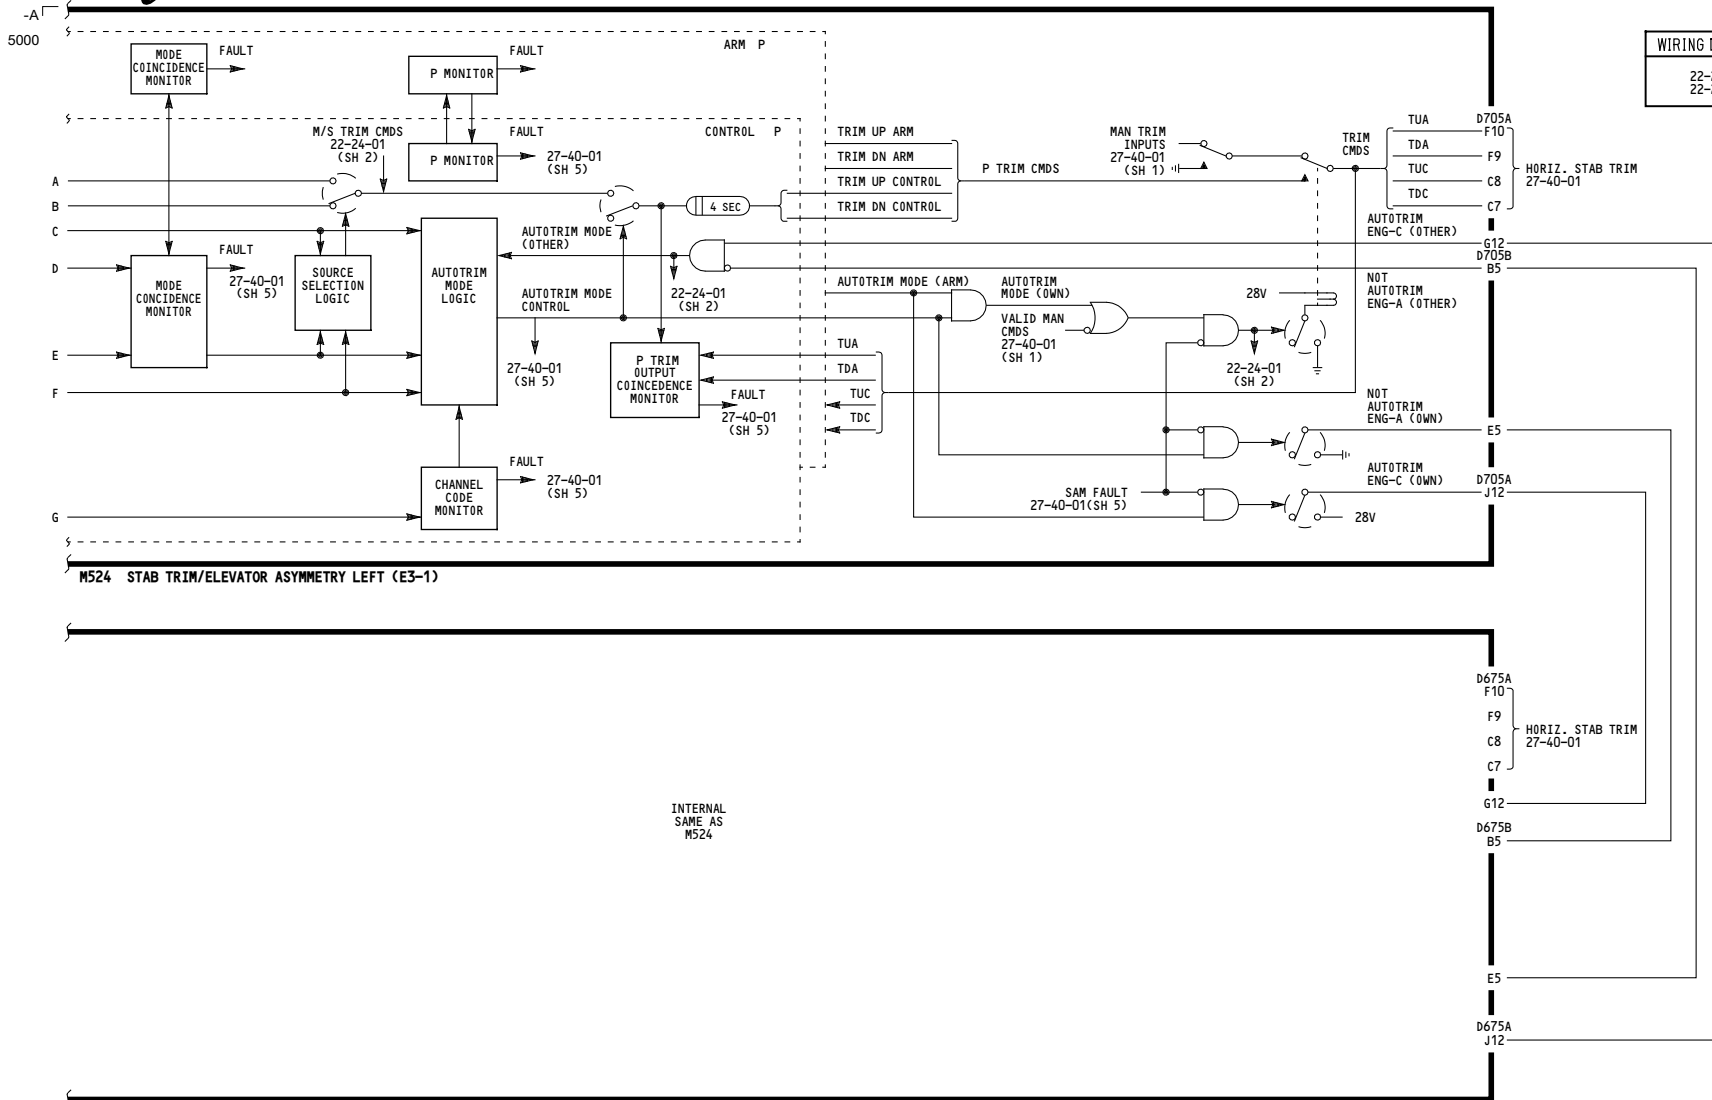 -A
5000
MODE
COINCIDENCE
MONITOR
FAULT
P MONITOR
FAULT
ARM P
WIRING
M/S TRIM CMDS
22-24-01
(SH 2)
P MONITOR
FAULT
27-40-01
(SH 5)
CONTROL P
TRIM UP ARM
TRIM DN ARM
TRIM UP CONTROL
TRIM DN CONTROL
P TRIM CMDS
MAN TRIM
INPUTS
27-40-01
(SH 1)
TRIM
CMDS
TUA
TDA
TUC
TDC
D705A
F10
F9
C8
C7
HORIZ. STAB TRIM
27-40-01
A
B
C
D
E
F
G
4 SEC
MODE
CONCIDENCE
MONITOR
FAULT
27-40-01
(SH 5)
SOURCE
SELECTION
LOGIC
AUTOTRIM
MODE
LOGIC
AUTOTRIM MODE
(OTHER)
22-24-01
(SH 2)
AUTOTRIM MODE
CONTROL
27-40-01
(SH 5)
AUTOTRIM MODE (ARM)
AUTOTRIM
MODE (OWN)
VALID MAN
CMDS
27-40-01
(SH 1)
28V
22-24-01
(SH 2)
AUTOTRIM
ENG-C (OTHER)
G12
D705B
B5
NOT
AUTOTRIM
ENG-A (OTHER)
P TRIM
OUTPUT
COINCEDENCE
MONITOR
FAULT
27-40-01
(SH 5)
TUA
TDA
TUC
TDC
NOT
AUTOTRIM
ENG-A (OWN)
E5
CHANNEL
CODE
MONITOR
FAULT
27-40-01
(SH 5)
SAM FAULT
27-40-01(SH 5)
AUTOTRIM
ENG-C (OWN)
D705A
J12
28V
M524 STAB TRIM/ELEVATOR ASYMMETRY LEFT (E3-1)
INTERNAL
SAME AS
M524
D675A
F10
F9
C8
C7
HORIZ. STAB TRIM
27-40-01
G12
D675B
B5
E5
D675A
J12